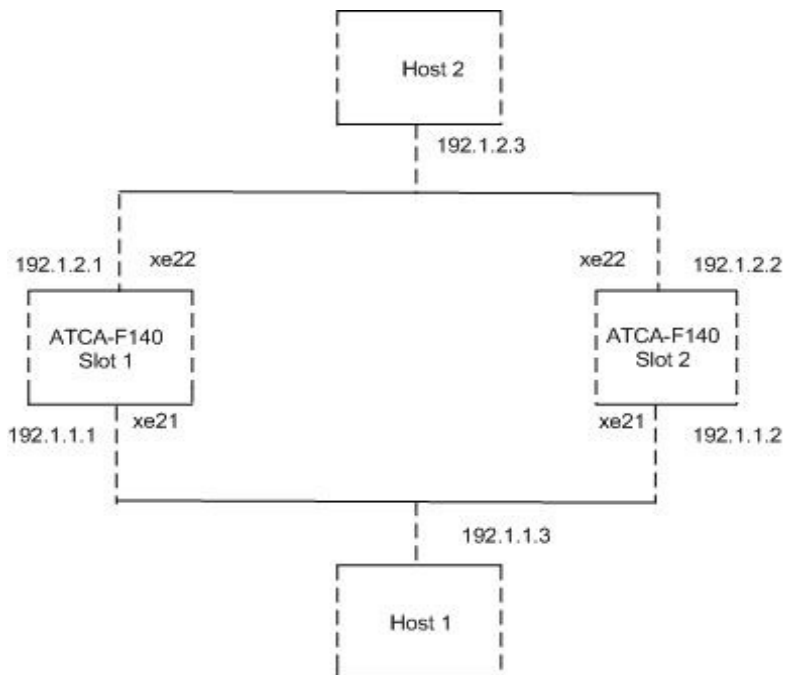 Host 2
192.1.2.3
192.1.2.1
xe22
xe22
192.1.2.2
ATCA-F140
Slot 1
ATCA-F140
Slot 2
192.1.1.1
xe21
xe21
192.1.1.2
192.1.1.3
Host 1